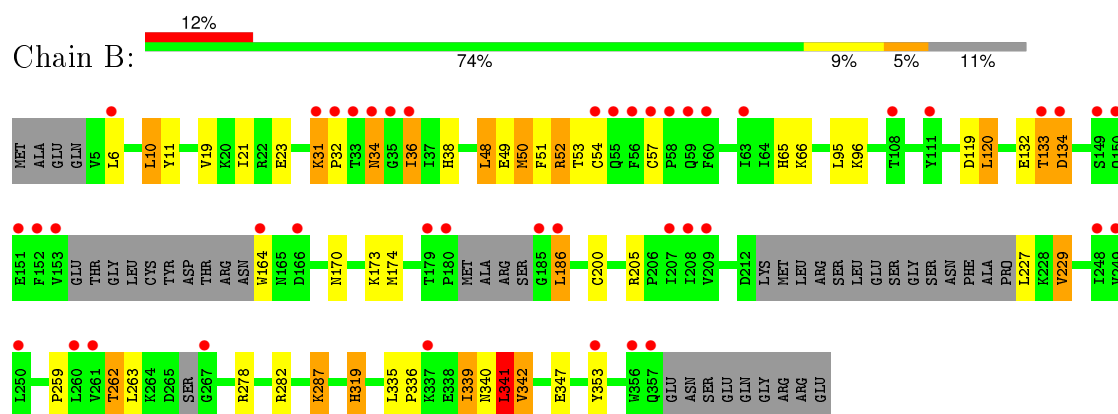 12%
Chain B:
74% 9% 5% 11%
MET ALA GLU GLN V5 L6 L10 Y11 V19 K20 I21 R22 E23 K31 P32 T33 N34 G35 I36 I37 H38 L48 E49 M50 F51 R52 T53 C54 Q55 F56 C57 P58 Q59 F60 I63 I64 H65 K66 L95 K96 T108 Y111 D119 L120 E132 T133 D134 S149
E151 F152 V153 GLU THR GLY LEU CYS TYR ASP THR ARG ASN W164 N165 D166 N170 K173 M174 T179 P180 MET ALA ARG SER G185 L186 C200 R205 P206 I207 I208 V209 D212 LYS MET LEU ARG SER LEU GLU SER GLY SER ASN PHE ALA PRO L227 K228 V229 I248 V249
L250 P259 L260 V261 T262 L263 K264 D265 SER G267 R278 R282 K287 H319 L335 P336 K337 E338 I339 N340 L341 V342 E347 Y353 W356 Q357 GLU ASN SER GLU GLN GLY ARG ARG GLU